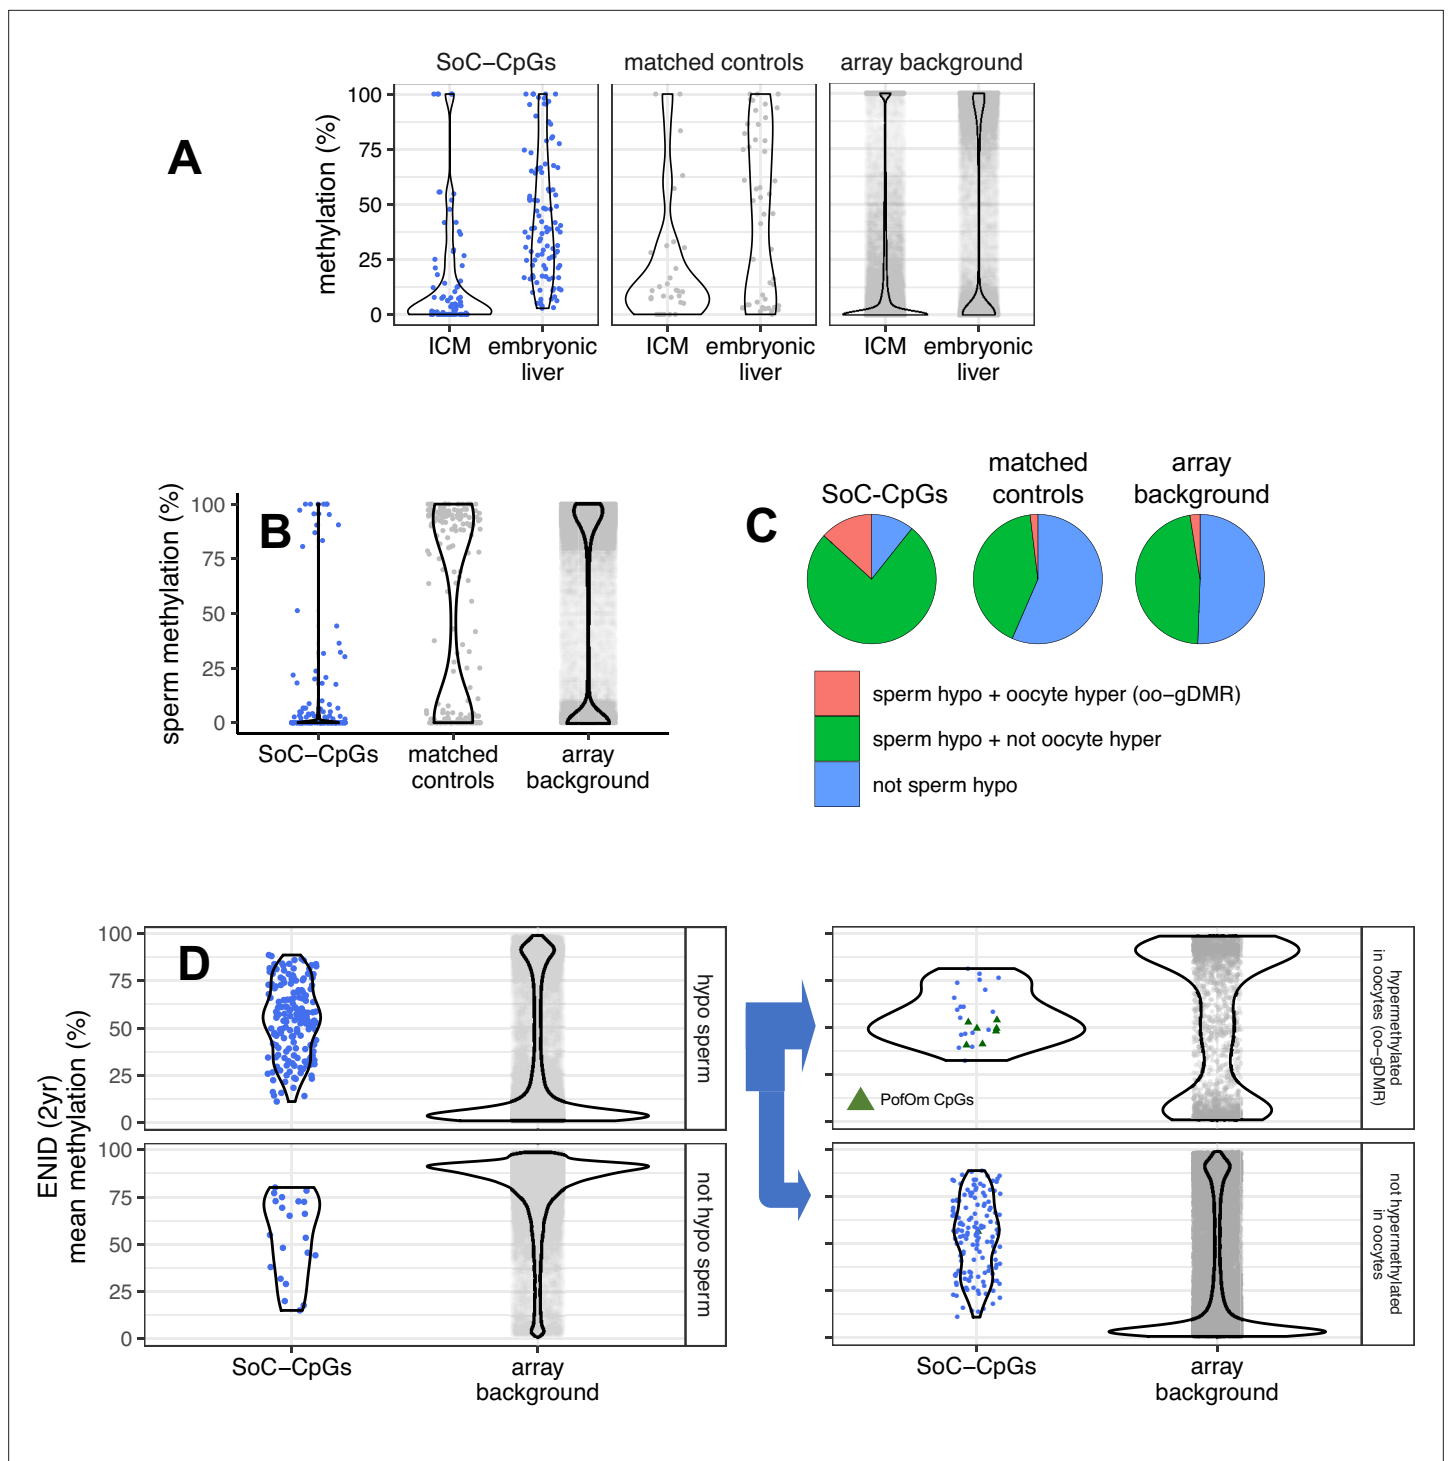 SoC−CpGs
matched controls
array background
A
methylation (%)
100
75
50
25
0
ICM
embryonic
liver
ICM
embryonic
liver
ICM
embryonic
liver
B
sperm methylation (%)
100
75
50
25
0
SoC−CpGs
matched
controls
array
background
C
SoC-CpGs
matched
controls
array
background
sperm hypo + oocyte hyper (oo−gDMR)
sperm hypo + not oocyte hyper
not sperm hypo
D
ENID (2yr)
mean methylation (%)
100
75
50
25
0
hypo sperm
100
75
50
25
0
not hypo sperm
SoC−CpGs
array
background
PofOm CpGs
hypermethylated
in oocytes (oo−gDMR)
not hypermethylated
in oocytes
SoC−CpGs
array
background